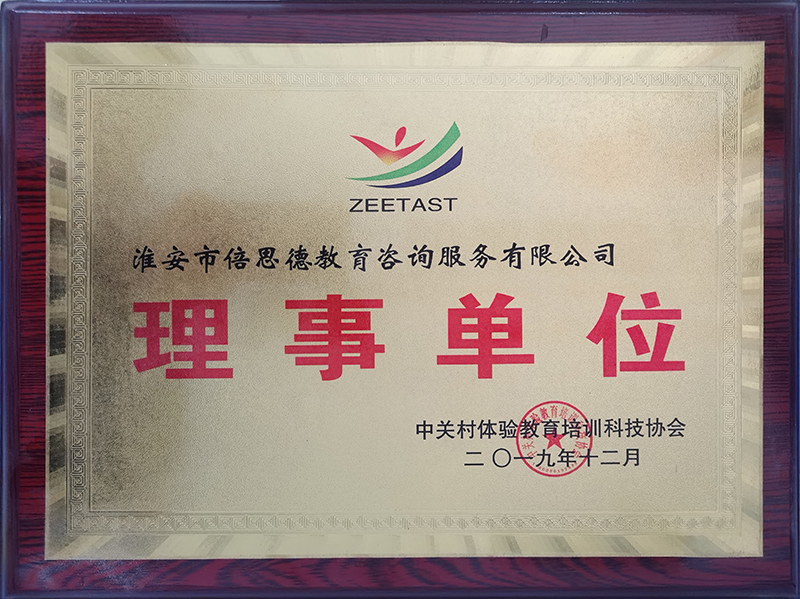 ZEETAST
淮安市倍思德教育咨询服务有限公司
理事单位
中关村体验教育培训科技协会
二〇一九年十二月